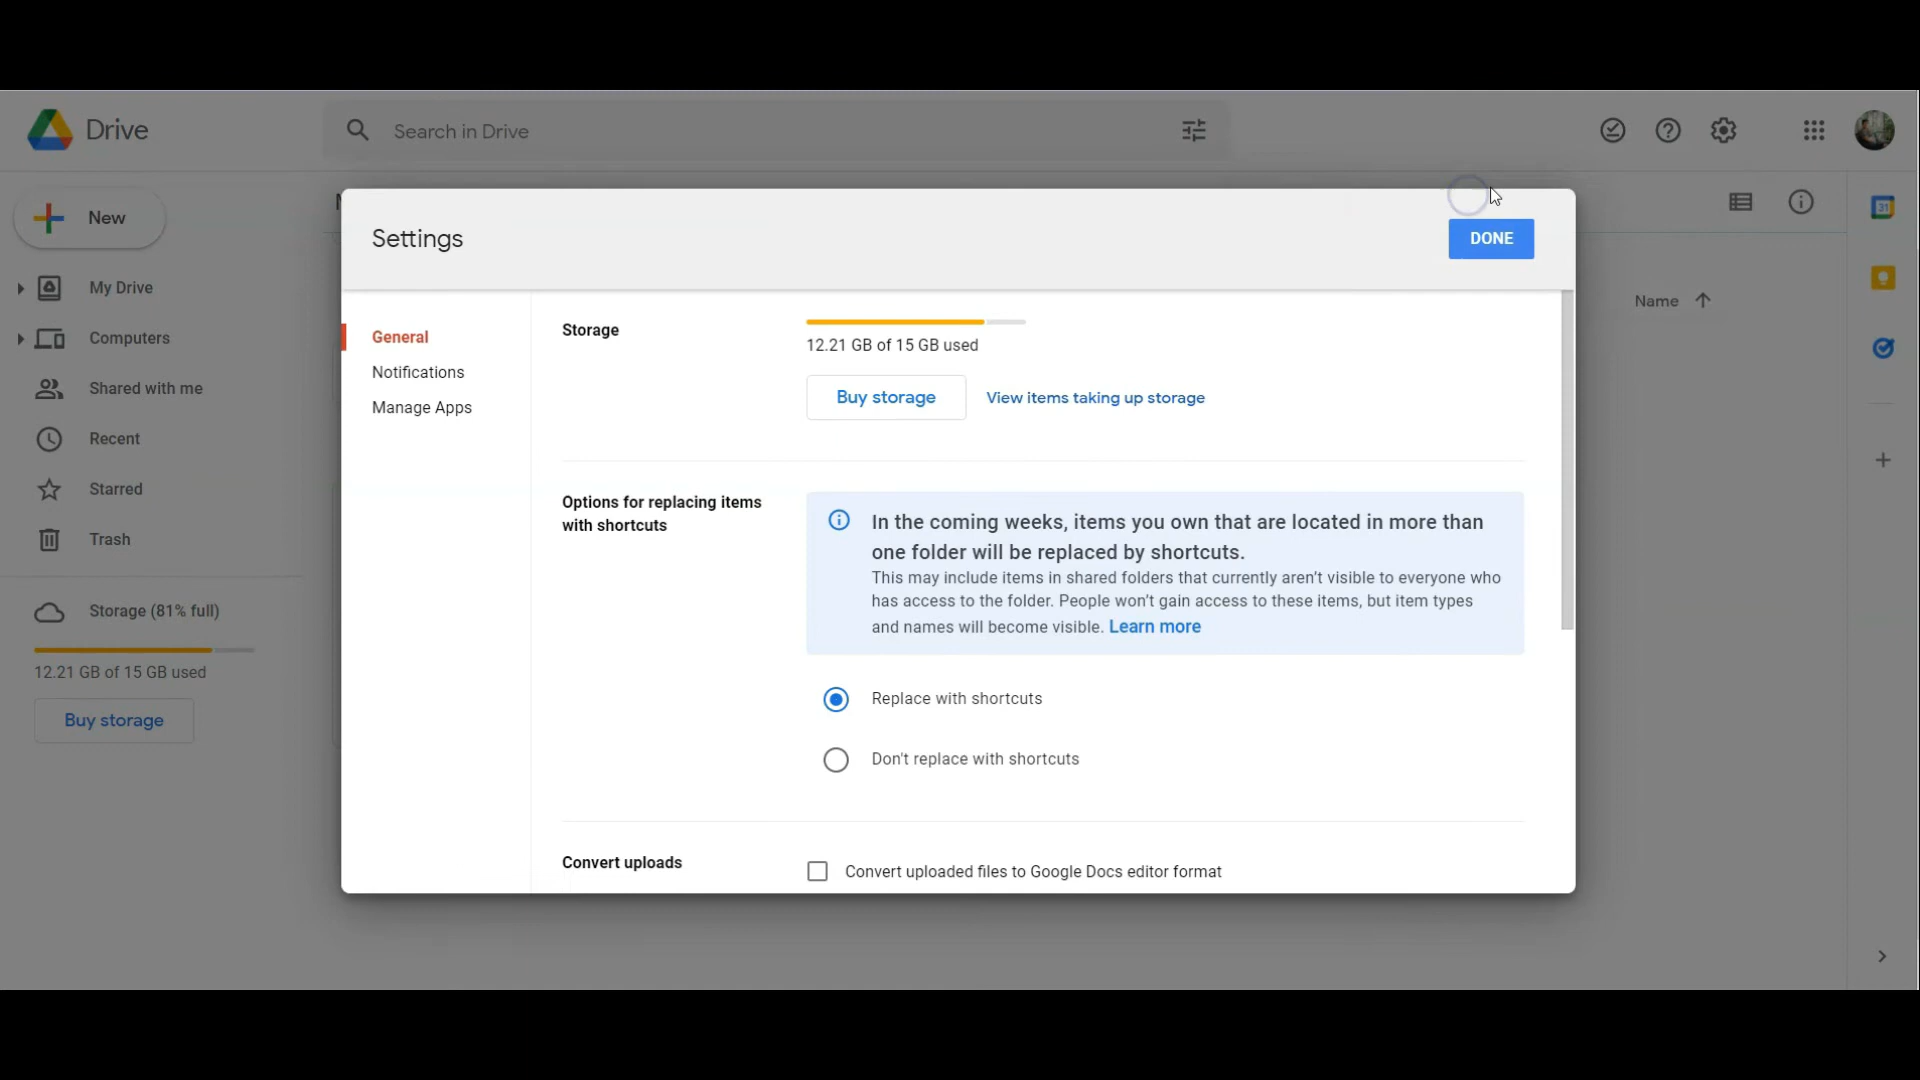 Drive
Search in Drive
New
My Drive
Computers
Shared with me
Recent
Starred
Trash
Storage (81% full)
12.21 GB of 15 GB used
Buy storage
Settings
DONE
General
Notifications
Manage Apps
Storage
12.21 GB of 15 GB used
Buy storage
View items taking up storage
Options for replacing items
with shortcuts
In the coming weeks, items you own that are located in more than
one folder will be replaced by shortcuts.
This may include items in shared folders that currently aren't visible to everyone who
has access to the folder. People won't gain access to these items, but item types
and names will become visible. Learn more
Replace with shortcuts
Don't replace with shortcuts
Convert uploads
Convert uploaded files to Google Docs editor format
Name
31